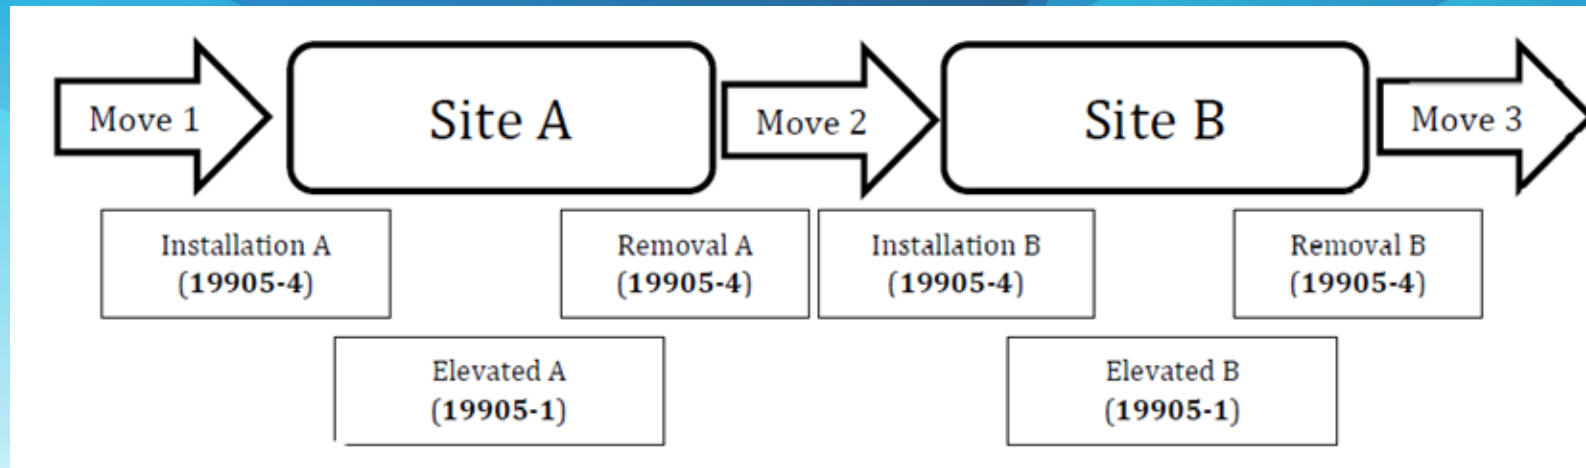 Move 1
Site A
Move 2
Site B
Move 3
Installation A
(19905-4)
Removal A
(19905-4)
Installation B
(19905-4)
Removal B
(19905-4)
Elevated A
(19905-1)
Elevated B
(19905-1)